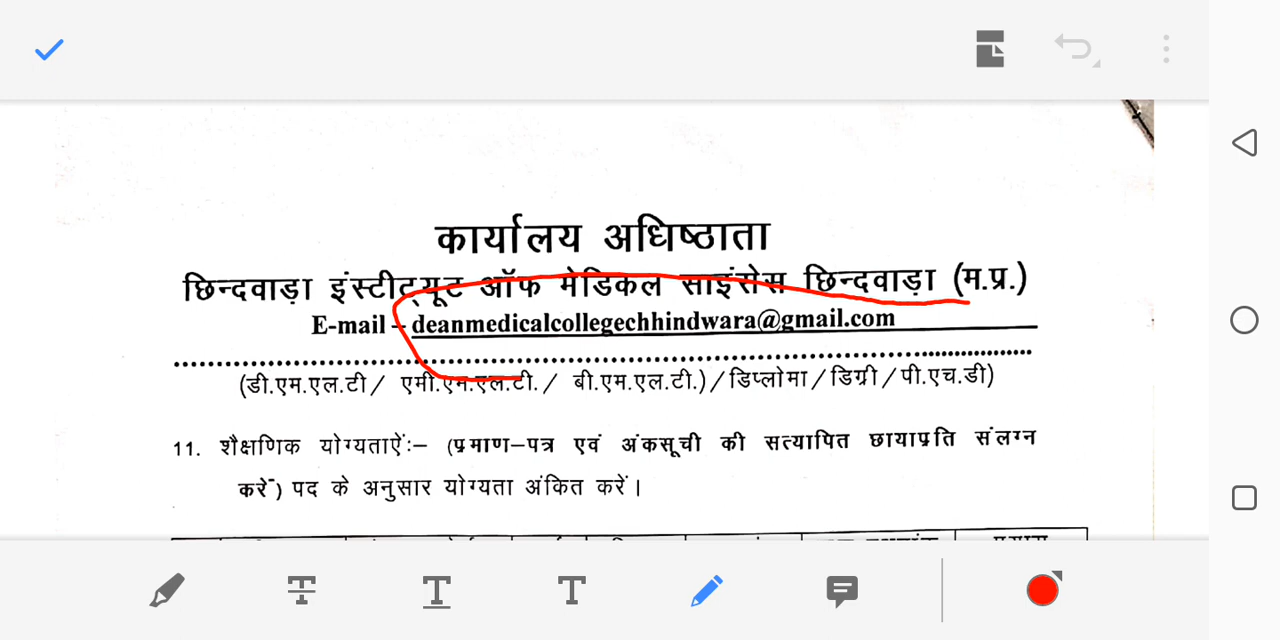 कार्यालय अधिष्ठाता
छिन्दवाड़ा इंस्टीट्यूट ऑफ मेडिकल साइंसेस छिन्दवाड़ा (म.प्र.)
E-mail – deanmedicalcollegechhindwara@gmail.com
(डी.एम.एल.टी / एमी.एम.एल.टी. / बी.एम.एल.टी.) / डिप्लोमा / डिग्री / पी.एच.डी)
11. शैक्षणिक योग्यताऐं:– (प्रमाण–पत्र एवं अंकसूची की सत्यापित छायाप्रति संलग्न
करें) पद के अनुसार योग्यता अंकित करें।